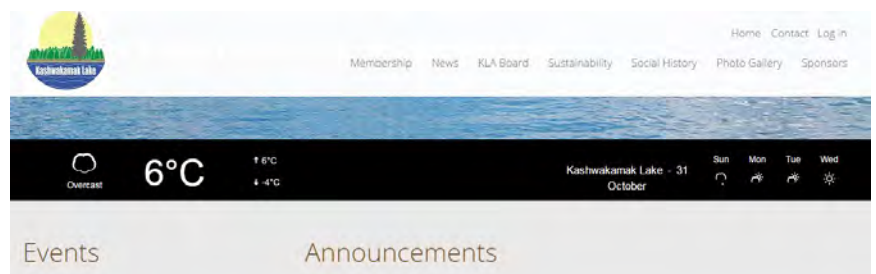 Kashwakamak Lake
Home Contact Log in
Membership News KLA Board Sustainability Social History Photo Gallery Sponsors
Overcast
6°C
↑ 6°C
↓ -4°C
Kashwakamak Lake - 31
October
Sun Mon Tue Wed
Events
Announcements